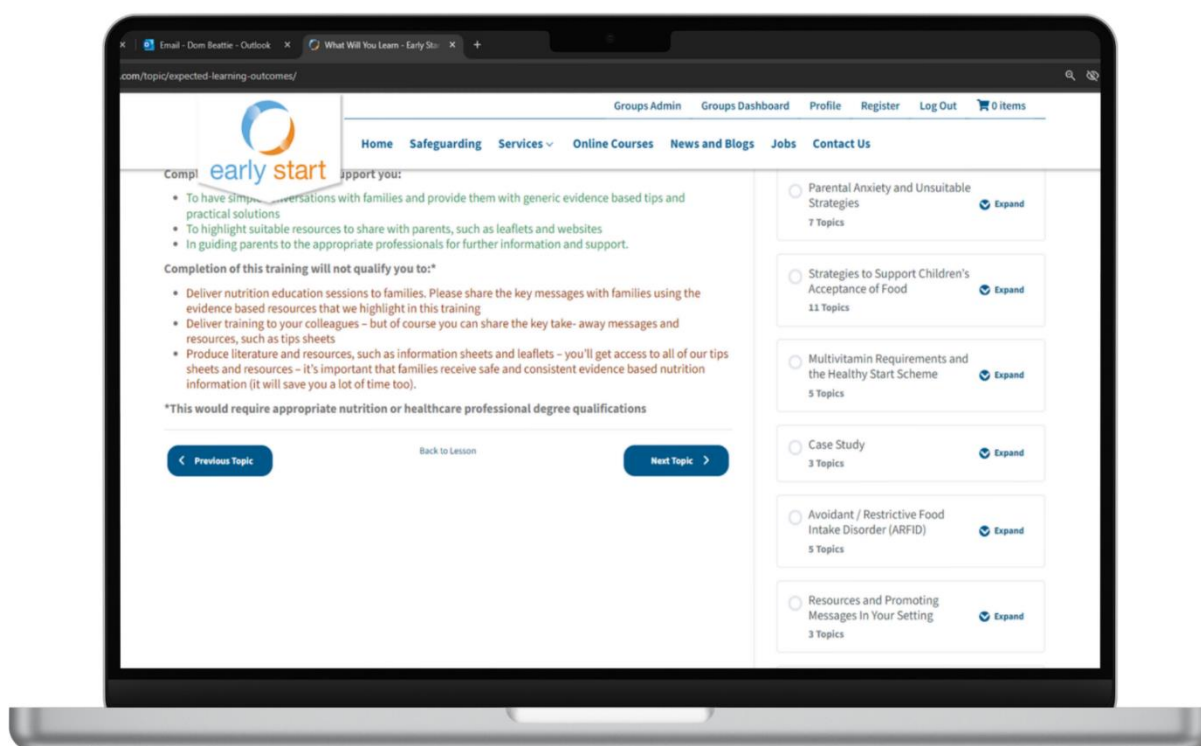 Email - Dom Beattie - Outlook
What Will You Learn - Early Star
.com/topic/expected-learning-outcomes/
Groups Admin Groups Dashboard Profile Register Log Out 0 items
early start
Home Safeguarding Services Online Courses News and Blogs Jobs Contact Us
upport you:
• To have conversations with families and provide them with generic evidence based tips and
practical solutions
• To highlight suitable resources to share with parents, such as leaflets and websites
• In guiding parents to the appropriate professionals for further information and support.
Completion of this training will not qualify you to:*
• Deliver nutrition education sessions to families. Please share the key messages with families using the
evidence based resources that we highlight in this training
• Deliver training to your colleagues – but of course you can share the key take- away messages and
resources, such as tips sheets
• Produce literature and resources, such as information sheets and leaflets – you’ll get access to all of our tips
sheets and resources – it’s important that families receive safe and consistent evidence based nutrition
information (it will save you a lot of time too).
*This would require appropriate nutrition or healthcare professional degree qualifications
Previous Topic
Back to Lesson
Next Topic
Parental Anxiety and Unsuitable
Strategies
Expand
7 Topics
Strategies to Support Children's
Acceptance of Food
Expand
11 Topics
Multivitamin Requirements and
the Healthy Start Scheme
Expand
5 Topics
Case Study
Expand
3 Topics
Avoidant / Restrictive Food
Intake Disorder (ARFID)
Expand
5 Topics
Resources and Promoting
Messages In Your Setting
Expand
3 Topics